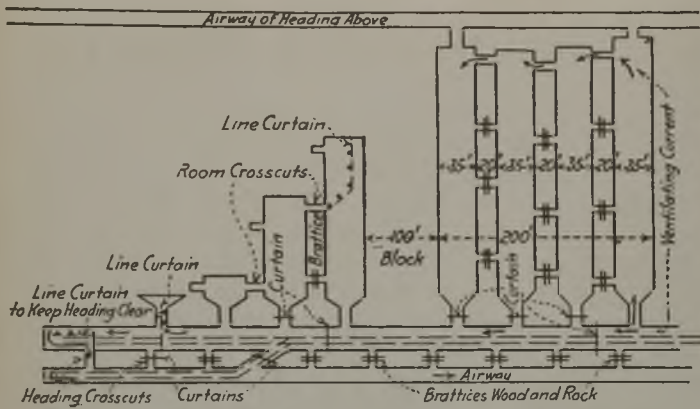 Airway of Heading Above
Line Curtain
Room Crosscuts
Line Curtain
Line Curtain
to Keep Heading Clear
Curtain
Brattice
35'
20'
35'
20'
35'
20'
35'
100'
Block
200'
Curtain
Ventilating Current
Heading Crosscuts
Curtains
Airway
Brattices Wood and Rock